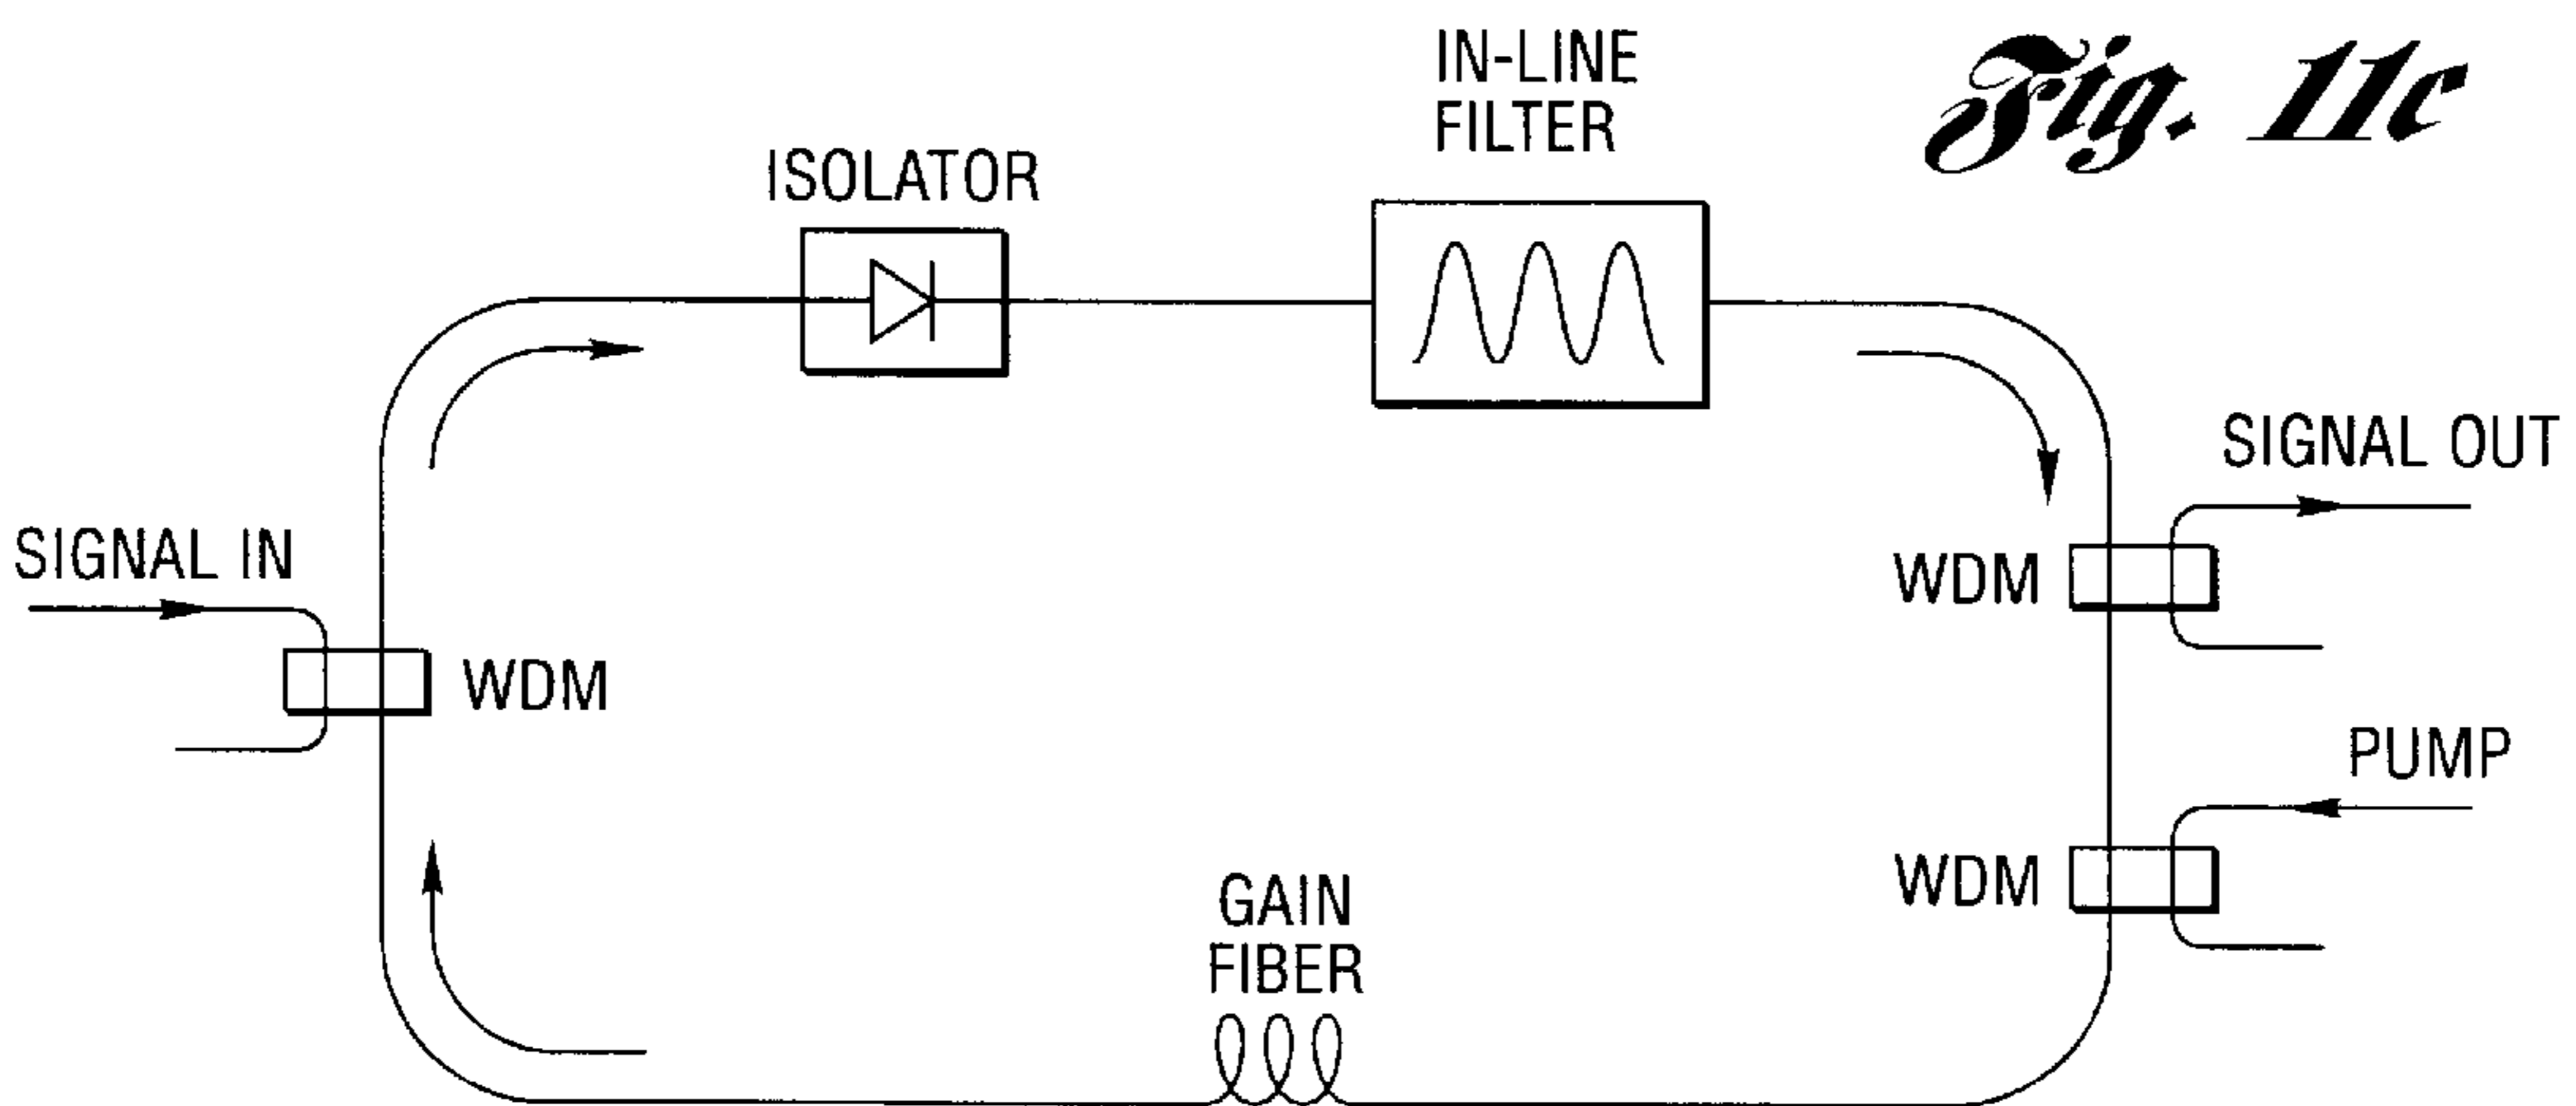 IN-LINE
FILTER
Fig. 11c
ISOLATOR
SIGNAL OUT
SIGNAL IN
WDM
WDM
PUMP
WDM
GAIN
FIBER